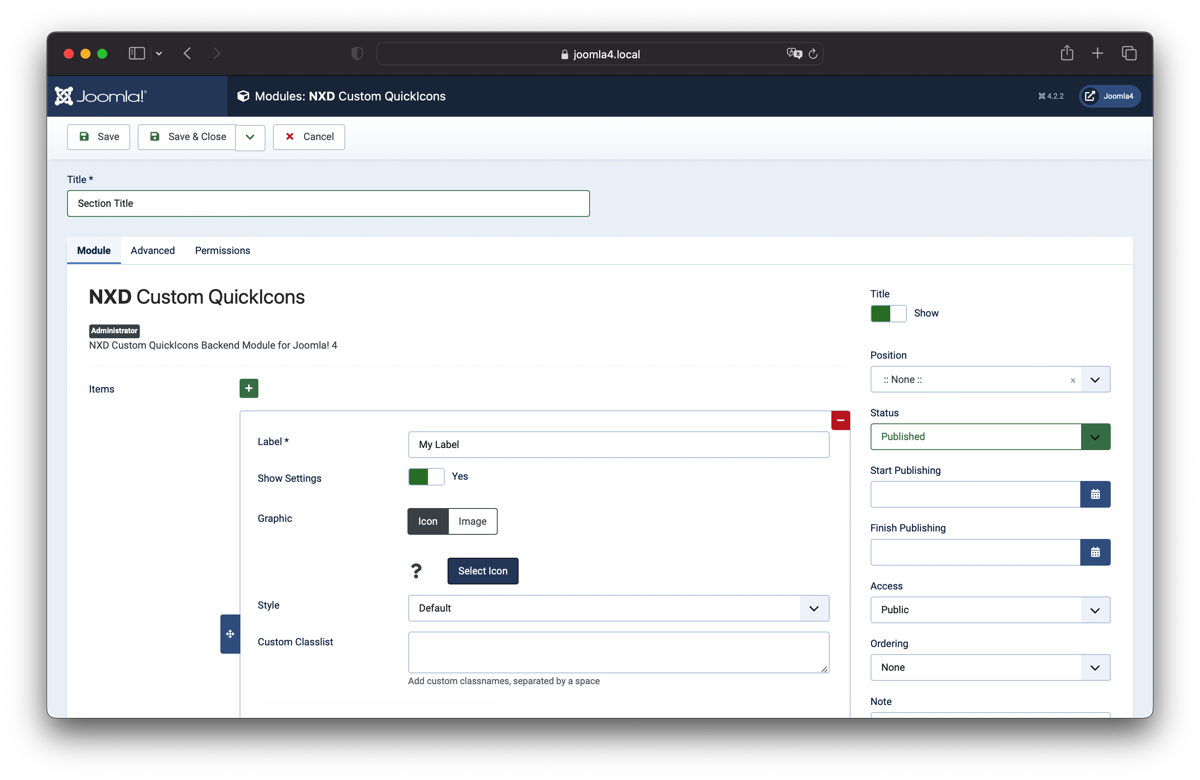 joomla4.local
Joomla!®
Modules: NXD Custom QuickIcons
4.2.2
Joomla4
Save
Save & Close
Cancel
Title *
Section Title
Module
Advanced
Permissions
NXD Custom QuickIcons
Administrator
NXD Custom QuickIcons Backend Module for Joomla! 4
Items
Label *
My Label
Show Settings
Yes
Graphic
Icon
Image
?
Select Icon
Style
Default
Custom Classlist
Add custom classnames, separated by a space
Title
Show
Position
:: None ::
Status
Published
Start Publishing
Finish Publishing
Access
Public
Ordering
None
Note